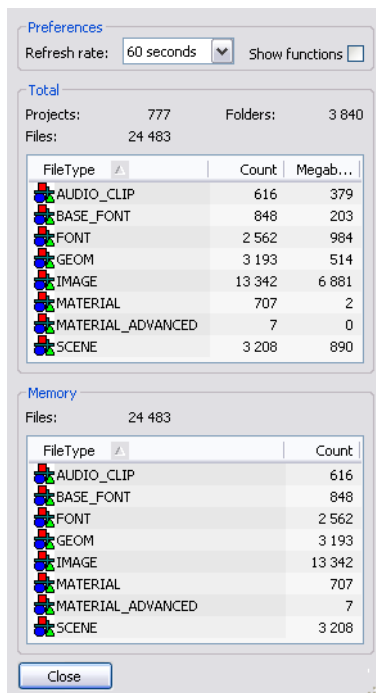 Preferences
Refresh rate: 60 seconds Show functions
Total
Projects: 777 Folders: 3 840
Files: 24 483
FileType Count Megab...
AUDIO_CLIP 616 379
BASE_FONT 848 203
FONT 2 562 984
GEOM 3 193 514
IMAGE 13 342 6 881
MATERIAL 707 2
MATERIAL_ADVANCED 7 0
SCENE 3 208 890
Memory
Files: 24 483
FileType Count
AUDIO_CLIP 616
BASE_FONT 848
FONT 2 562
GEOM 3 193
IMAGE 13 342
MATERIAL 707
MATERIAL_ADVANCED 7
SCENE 3 208
Close